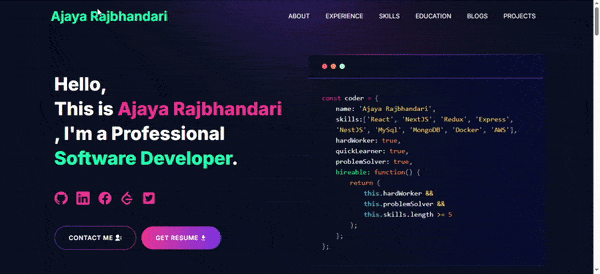 Ajaya Rajbhandari
ABOUT EXPERIENCE SKILLS EDUCATION BLOGS PROJECTS
Hello,
This is Ajaya Rajbhandari
, I'm a Professional
Software Developer.
CONTACT ME
GET RESUME
const coder = {
name: 'Ajaya Rajbhandari',
skills:['React', 'NextJS', 'Redux', 'Express',
'NestJS', 'MySql', 'MongoDB', 'Docker', 'AWS'],
hardWorker: true,
quickLearner: true,
problemSolver: true,
hireable: function() {
return (
this.hardWorker &&
this.problemSolver &&
this.skills.length >= 5
);
};
};